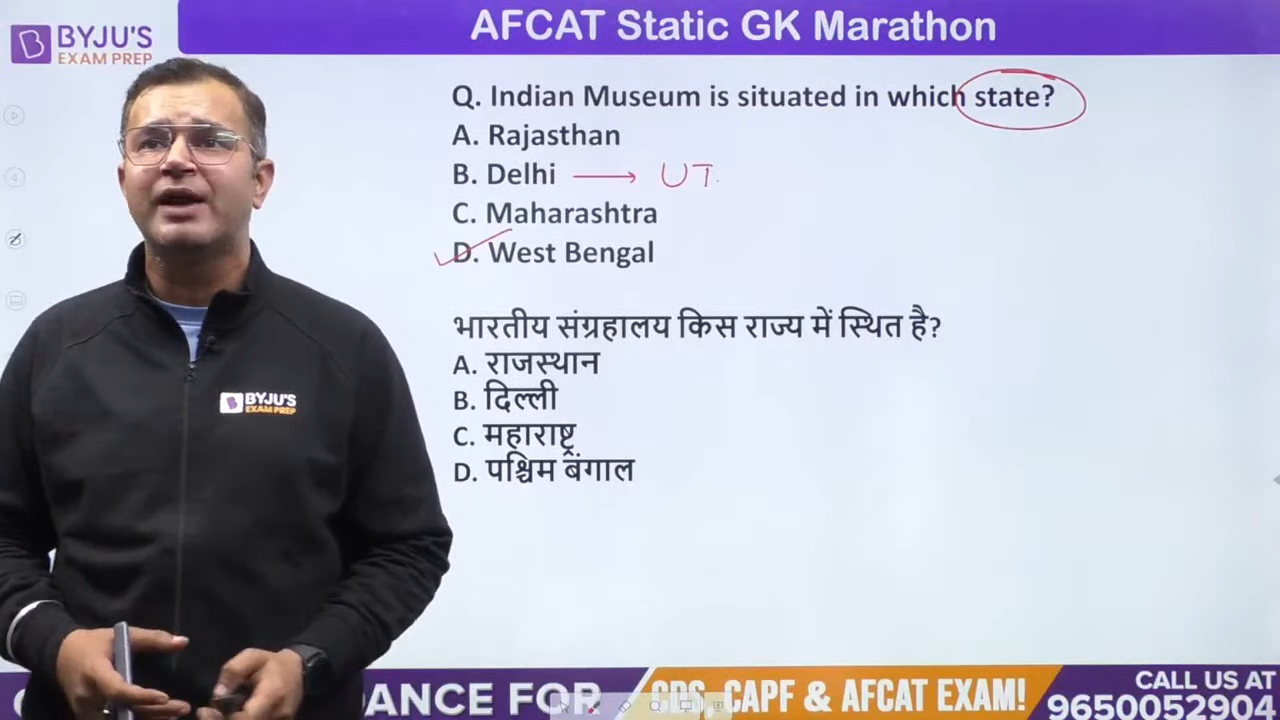 AFCAT Static GK Marathon
BYJU'S
EXAM PREP
Q. Indian Museum is situated in which state?
A. Rajasthan
B. Delhi → UT.
C. Maharashtra
D. West Bengal
भारतीय संग्रहालय किस राज्य में स्थित है?
A. राजस्थान
B. दिल्ली
C. महाराष्ट्र
D. पश्चिम बंगाल
BYJU'S
EXAM PREP
DANCE FOR
CDS, CAPF & AFCAT EXAM!
CALL US AT
9650052904